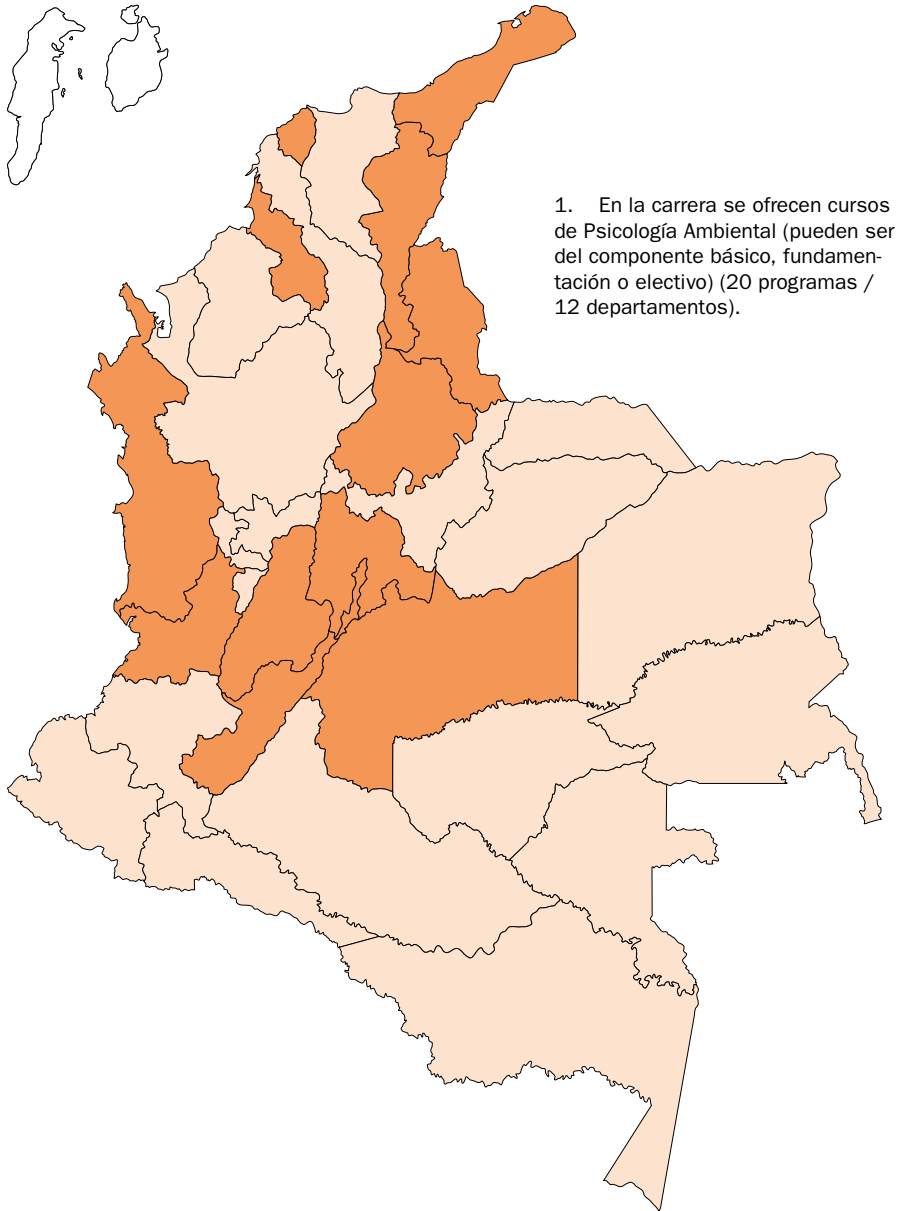 1. En la carrera se ofrecen cursos
de Psicología Ambiental (pueden ser
del componente básico, fundamen-
tación o electivo) (20 programas /
12 departamentos).